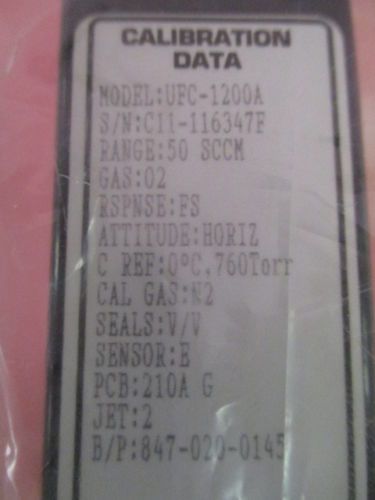 CALIBRATION
DATA
MODEL:UFC-1200A
S/N:C11-116347F
RANGE:50 SCCM
GAS:O2
RSPNSE:FS
ATTITUDE:HORIZ
C REF:0°C,760Torr
CAL GAS:N2
SEALS:V/V
SENSOR:E
PCB:210A G
JET:2
B/P:847-020-0145